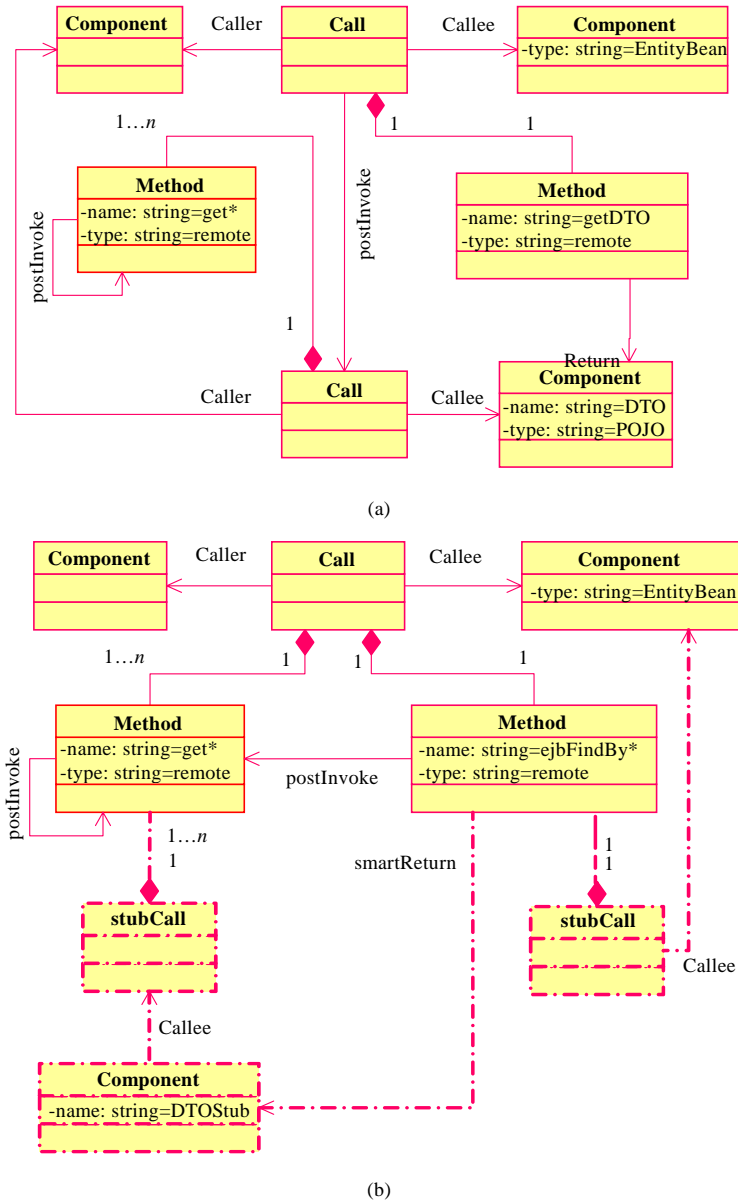 Component
Caller
Call
Callee
Component
-type: string=EntityBean
1…n
1
1
Method
-name: string=get*
-type: string=remote
postInvoke
postInvoke
Method
-name: string=getDTO
-type: string=remote
1
Return
Caller
Call
Callee
Component
-name: string=DTO
-type: string=POJO
(a)
Component
Caller
Call
Callee
Component
-type: string=EntityBean
1…n
1
1
1
Method
-name: string=get*
-type: string=remote
postInvoke
postInvoke
Method
-name: string=ejbFindBy*
-type: string=remote
1…n
1
smartReturn
1
1
stubCall
stubCall
Callee
Callee
Component
-name: string=DTOStub
(b)